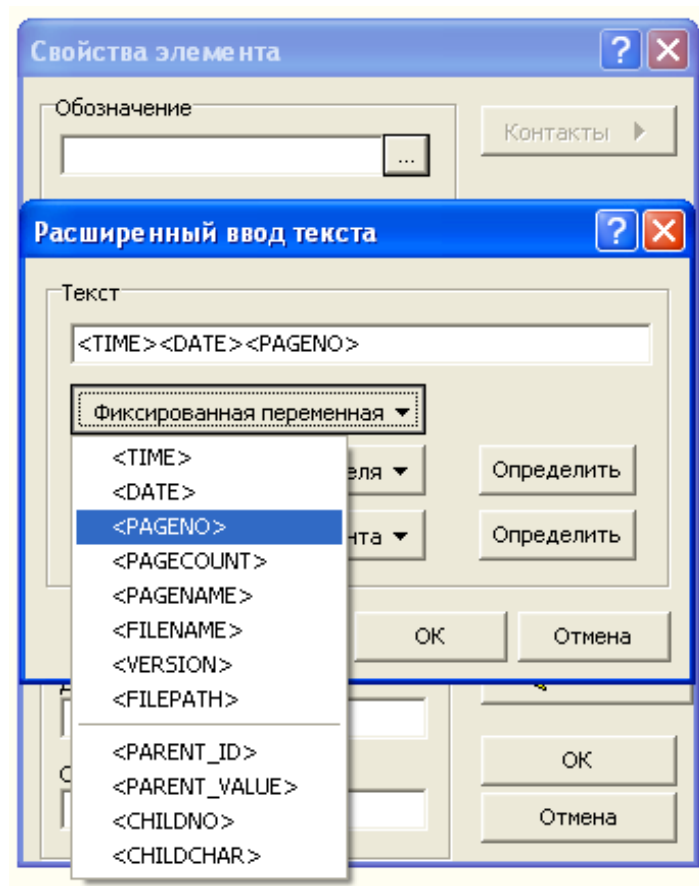 Свойства элемента
Обозначение
...
Контакты
Расширенный ввод текста
Текст
<TIME><DATE><PAGENO>
Фиксированная переменная
<TIME>
еля
Определить
<DATE>
<PAGENO>
нта
Определить
<PAGECOUNT>
<PAGENAME>
<FILENAME>
OK
Отмена
<VERSION>
<FILEPATH>
<PARENT_ID>
OK
<PARENT_VALUE>
<CHILDNO>
Отмена
<CHILDCHAR>